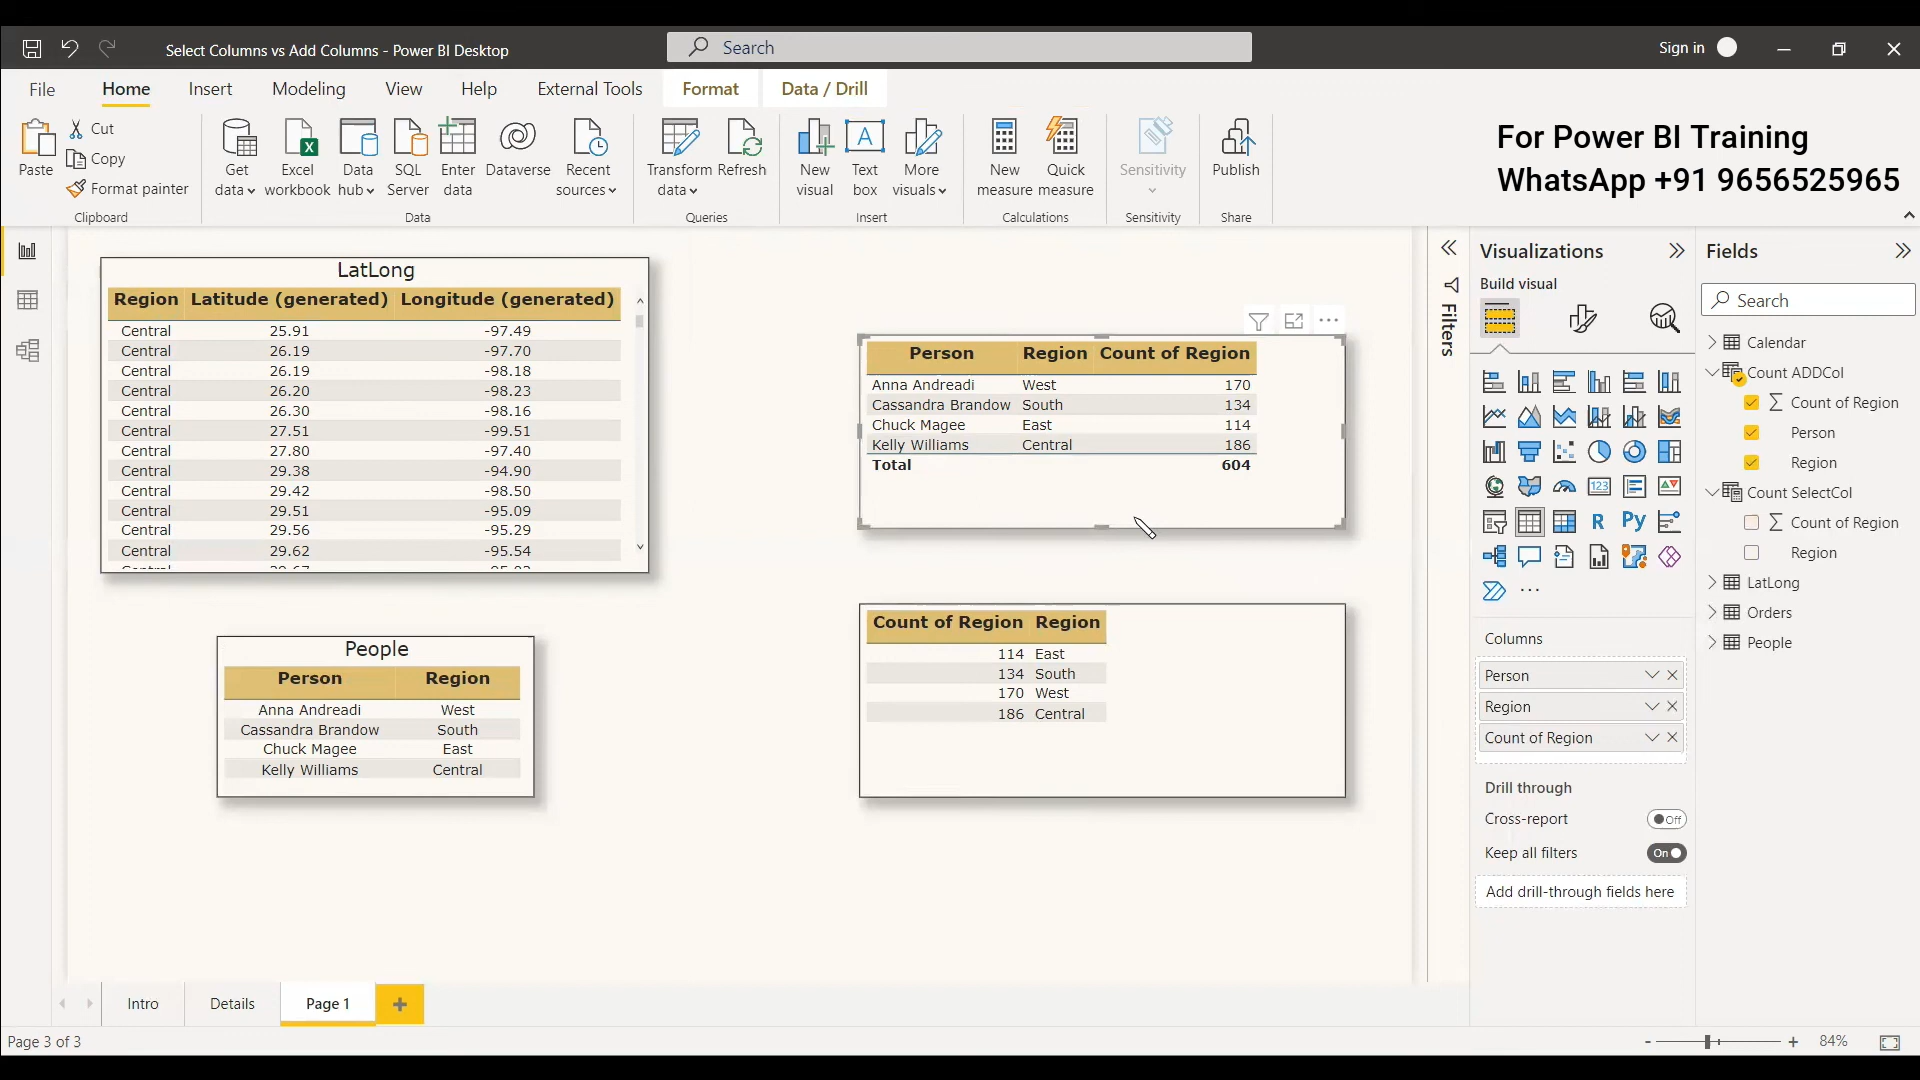 Select Columns vs Add Columns - Power BI Desktop
Search
Sign in
File Home Insert Modeling View Help External Tools Format Data / Drill
Paste
Cut
Copy
Format painter
Clipboard
Get data
Excel workbook
Data hub
SQL Server
Enter data
Dataverse
Recent sources
Data
Transform data
Refresh
Queries
New visual
Text box
More visuals
Insert
New measure
Quick measure
Calculations
Sensitivity
Sensitivity
Publish
Share
For Power BI Training
WhatsApp +91 9656525965
LatLong
Region Latitude (generated) Longitude (generated)
Central 25.91 -97.49
Central 26.19 -97.70
Central 26.19 -98.18
Central 26.20 -98.23
Central 26.30 -98.16
Central 27.51 -99.51
Central 27.80 -97.40
Central 29.38 -94.90
Central 29.42 -98.50
Central 29.51 -95.09
Central 29.56 -95.29
Central 29.62 -95.54
People
Person Region
Anna Andreadi West
Cassandra Brandow South
Chuck Magee East
Kelly Williams Central
Person Region Count of Region
Anna Andreadi West 170
Cassandra Brandow South 134
Chuck Magee East 114
Kelly Williams Central 186
Total 604
Count of Region Region
114 East
134 South
170 West
186 Central
Filters
Visualizations
Build visual
R Py
123
Columns
Person
Region
Count of Region
Drill through
Cross-report Off
Keep all filters On
Add drill-through fields here
Fields
Search
Calendar
Count ADDCol
Count of Region
Person
Region
Count SelectCol
Count of Region
Region
LatLong
Orders
People
Intro Details Page 1
Page 3 of 3
- + 84%